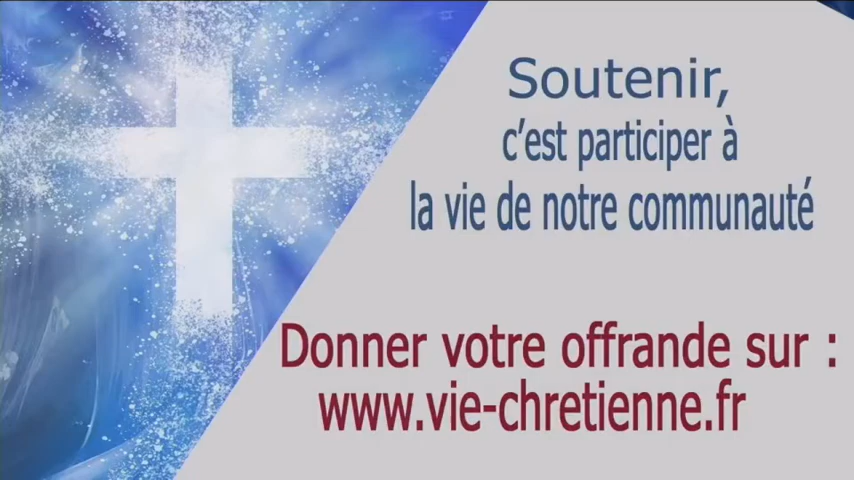 Soutenir,
c’est participer à
la vie de notre communauté
Donner votre offrande sur :
www.vie-chretienne.fr